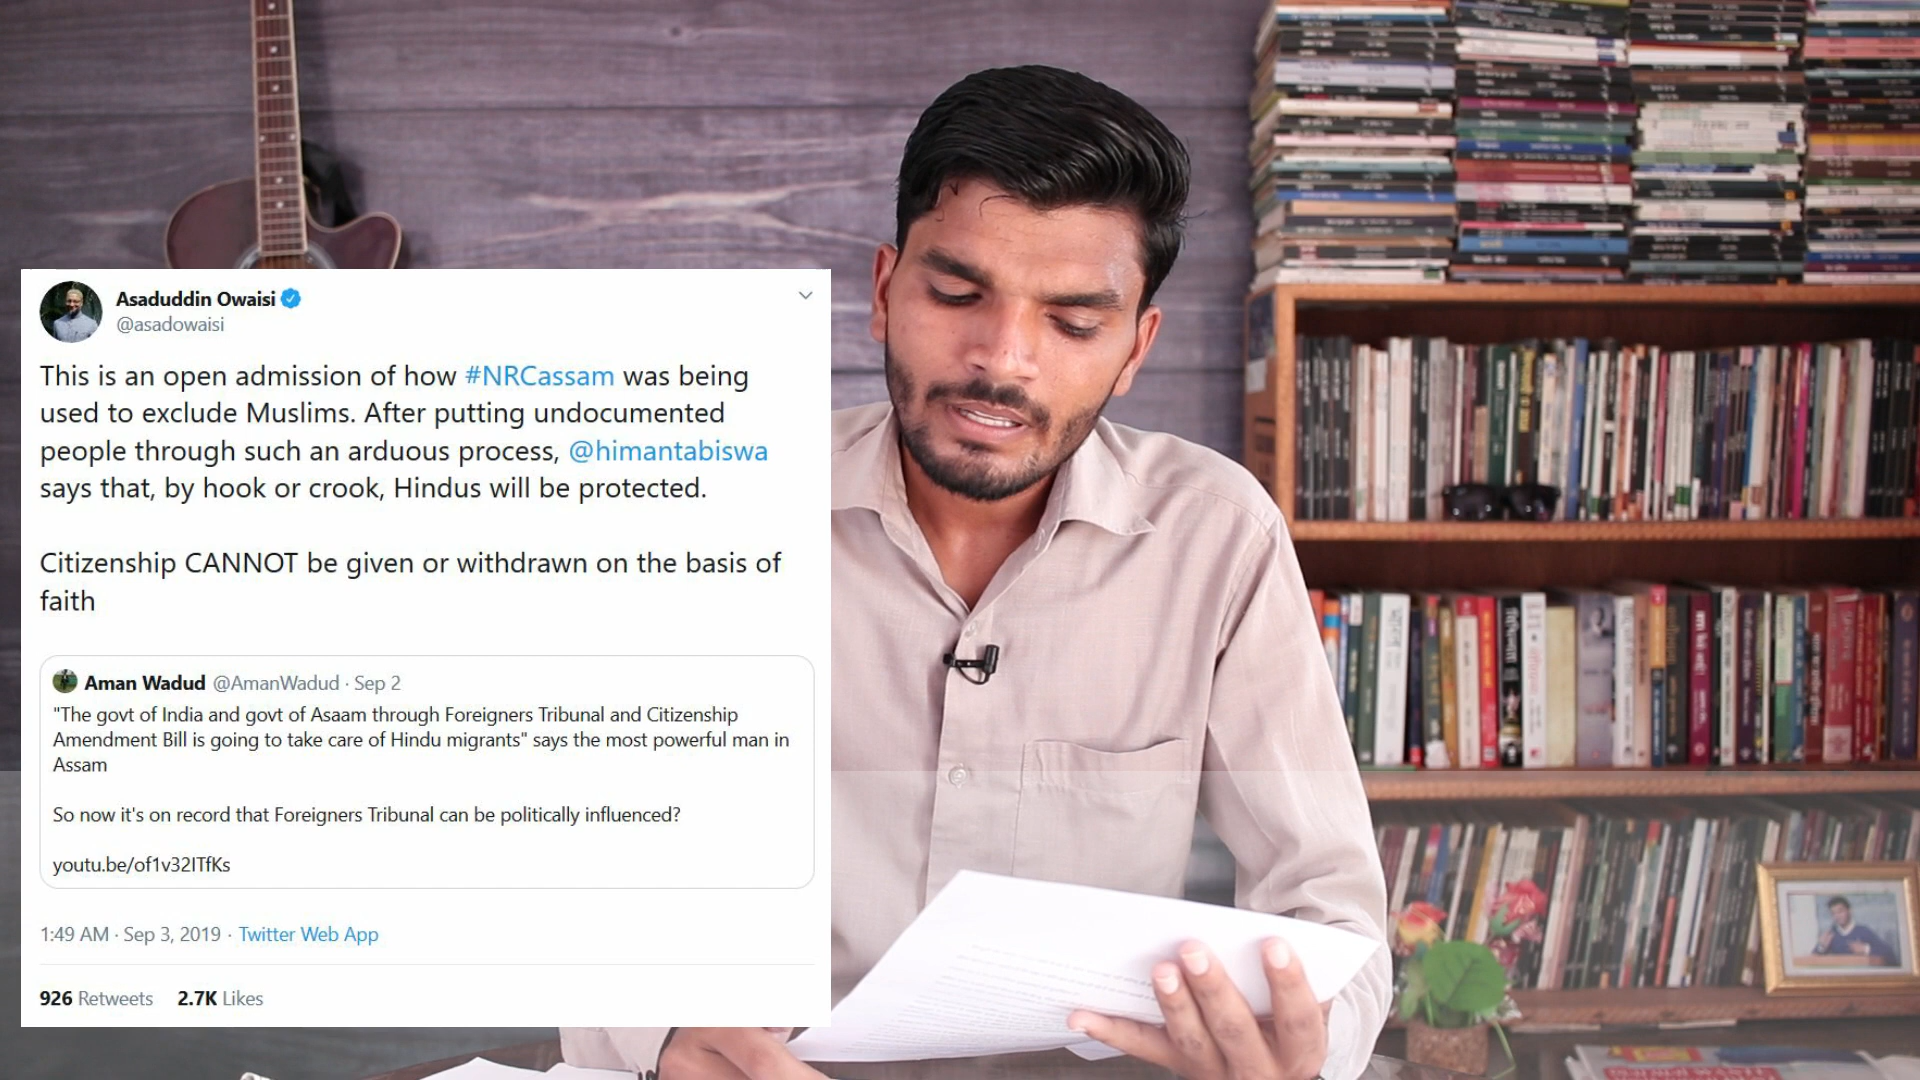 Asaduddin Owaisi
@asadowaisi
This is an open admission of how #NRCassam was being
used to exclude Muslims. After putting undocumented
people through such an arduous process, @himantabiswa
says that, by hook or crook, Hindus will be protected.
Citizenship CANNOT be given or withdrawn on the basis of
faith
Aman Wadud @AmanWadud · Sep 2
"The govt of India and govt of Asaam through Foreigners Tribunal and Citizenship
Amendment Bill is going to take care of Hindu migrants" says the most powerful man in
Assam
So now it's on record that Foreigners Tribunal can be politically influenced?
youtu.be/of1v32ITfKs
1:49 AM · Sep 3, 2019 · Twitter Web App
926 Retweets 2.7K Likes